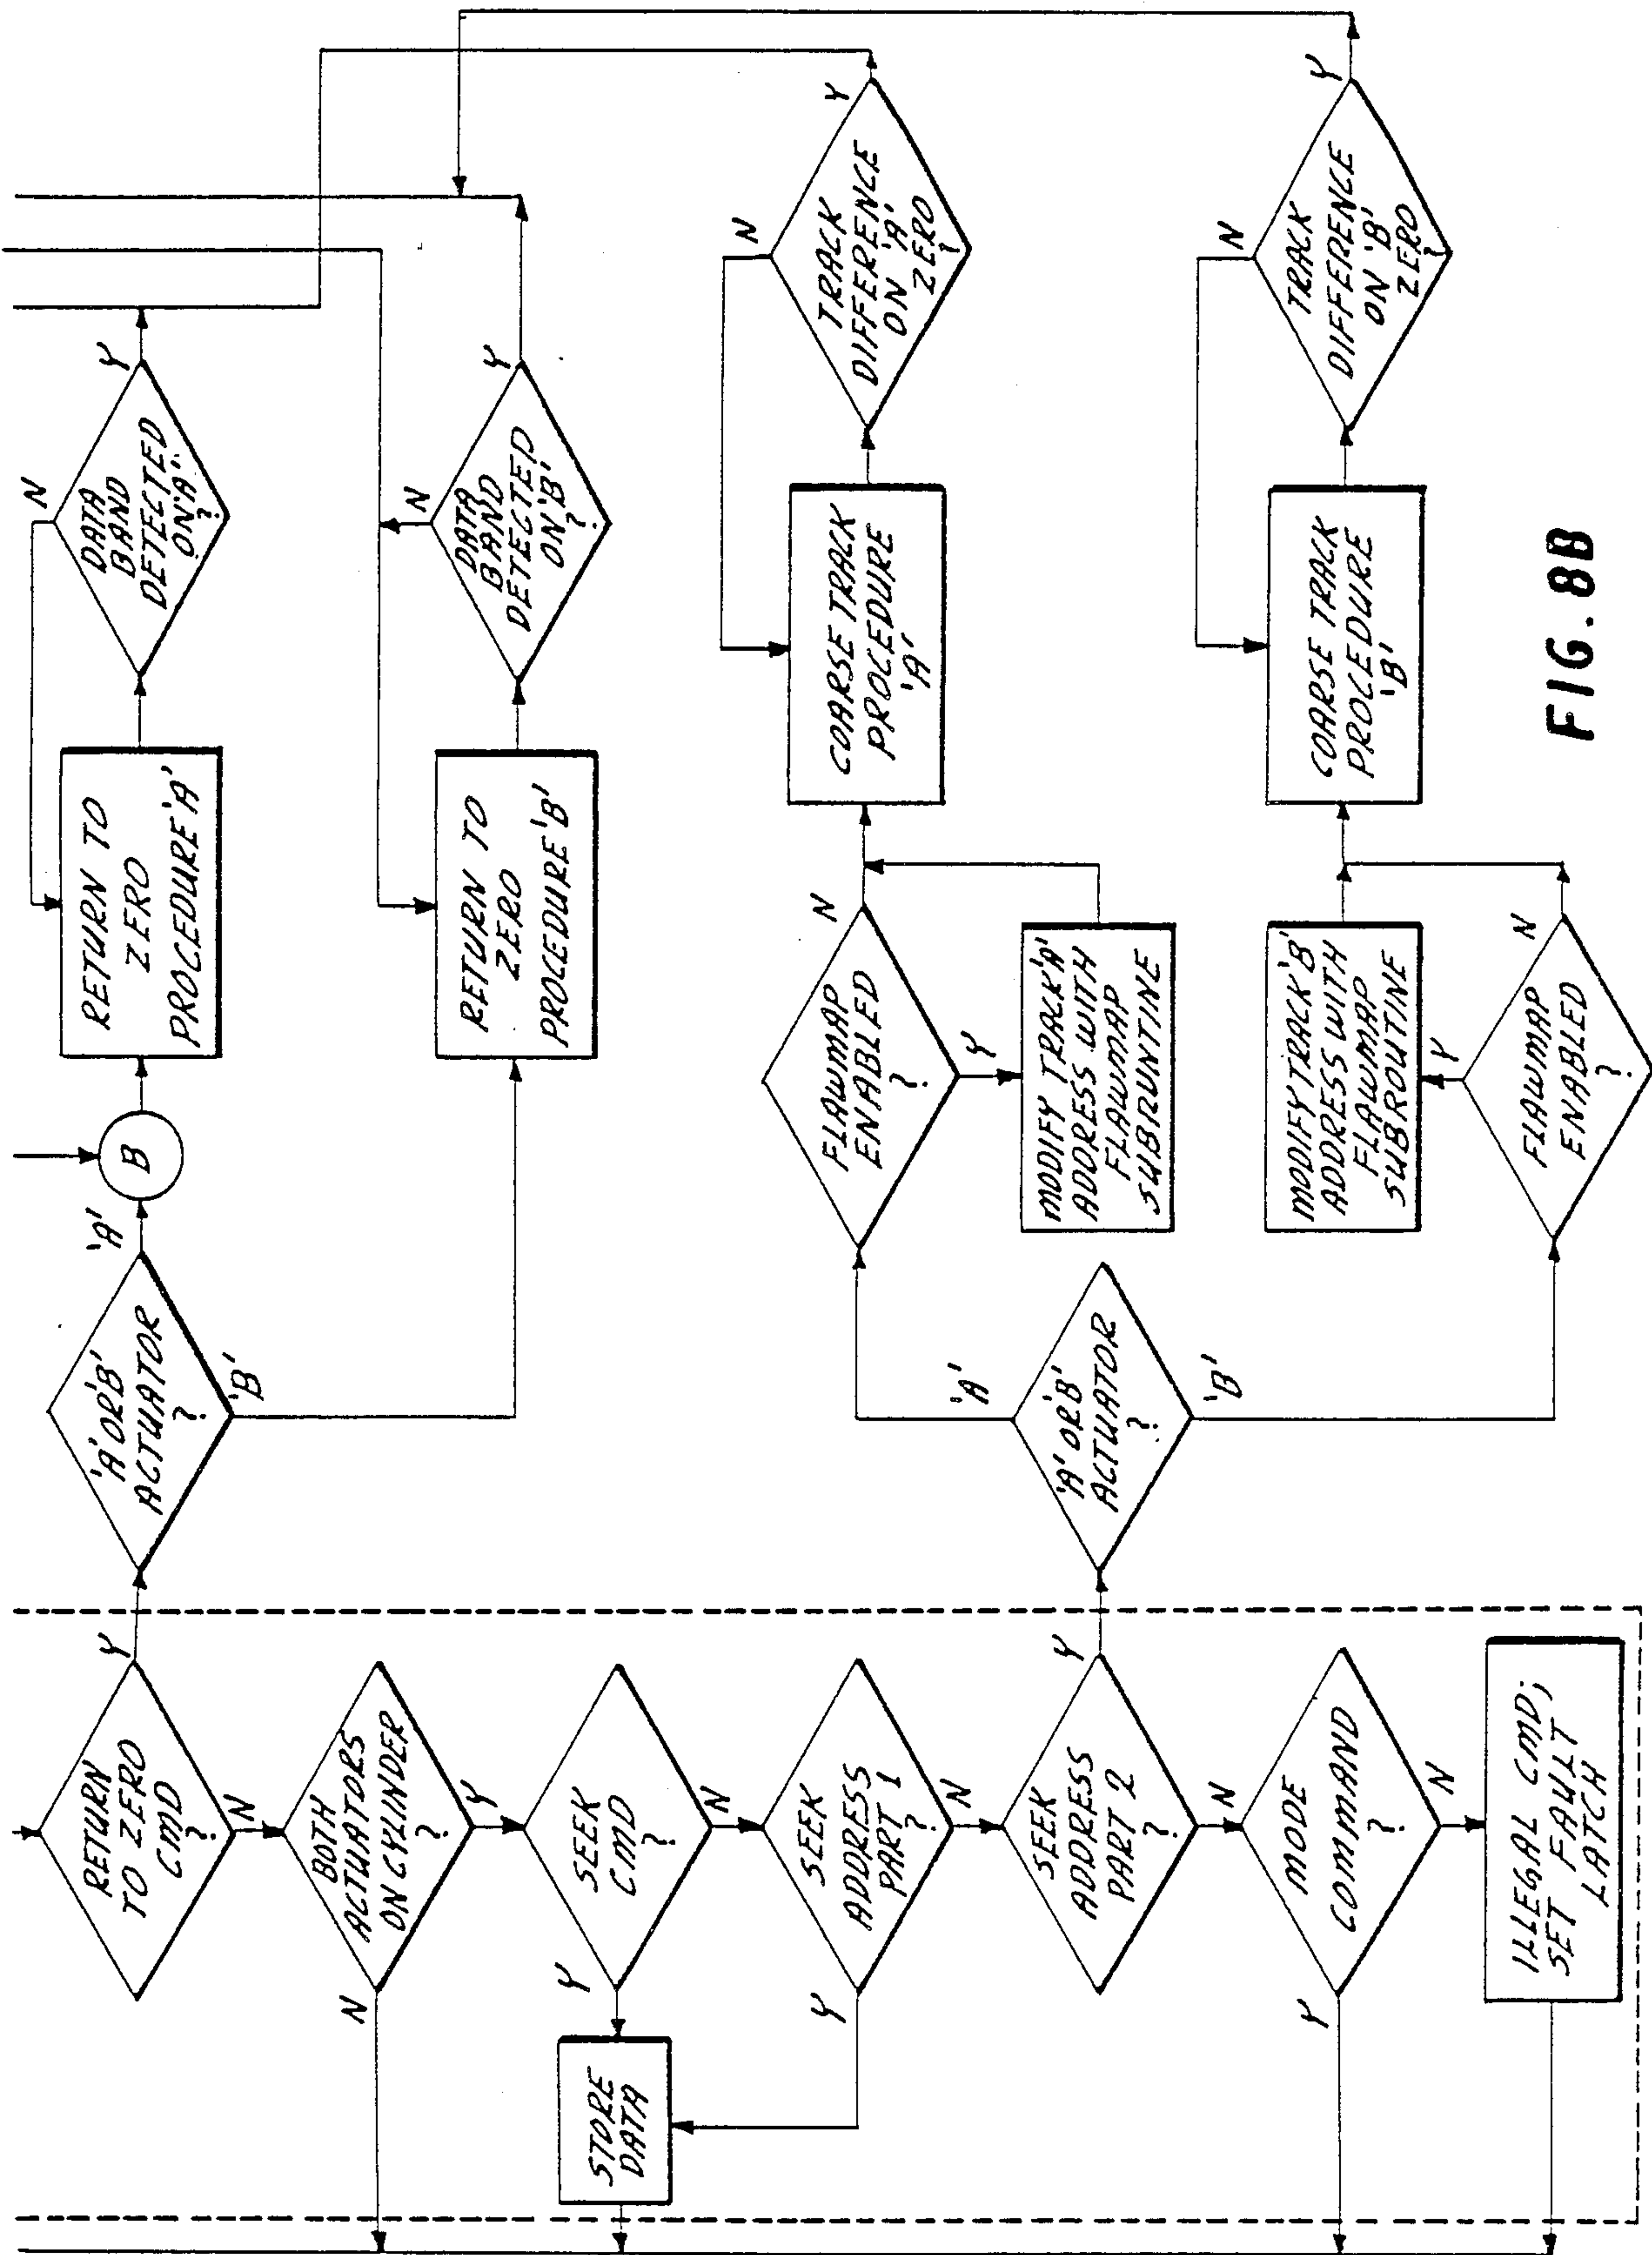 RETURN
TO ZERO
CMD
?
Y
N
BOTH
ACTUATORS
ON CYLINDER
?
N
Y
SEEK
CMD
?
Y
N
STORE
DATA
SEEK
ADDRESS
PART 1
?
Y
N
SEEK
ADDRESS
PART 2
?
Y
N
MODE
COMMAND
?
Y
N
ILLEGAL CMD;
SET FAULT
LATCH
'A' OR 'B'
ACTUATOR
?
'A'
'B'
B
RETURN TO
ZERO
PROCEDURE 'A'
DATA
BAND
DETECTED
ON 'A'
?
N
Y
RETURN TO
ZERO
PROCEDURE 'B'
DATA
BAND
DETECTED
ON 'B'
?
N
Y
'A' OR 'B'
ACTUATOR
?
'A'
'B'
FLAWMAP
ENABLED
?
N
Y
MODIFY TRACK 'A'
ADDRESS WITH
FLAWMAP
SUBRUNTINE
COARSE TRACK
PROCEDURE
'A'
TRACK
DIFFERENCE
ON 'A'
ZERO
?
N
Y
MODIFY TRACK 'B'
ADDRESS WITH
FLAWMAP
SUBROUTINE
FLAWMAP
ENABLED
?
N
Y
COARSE TRACK
PROCEDURE
'B'
TRACK
DIFFERENCE
ON 'B'
ZERO
?
N
Y
FIG. 8B